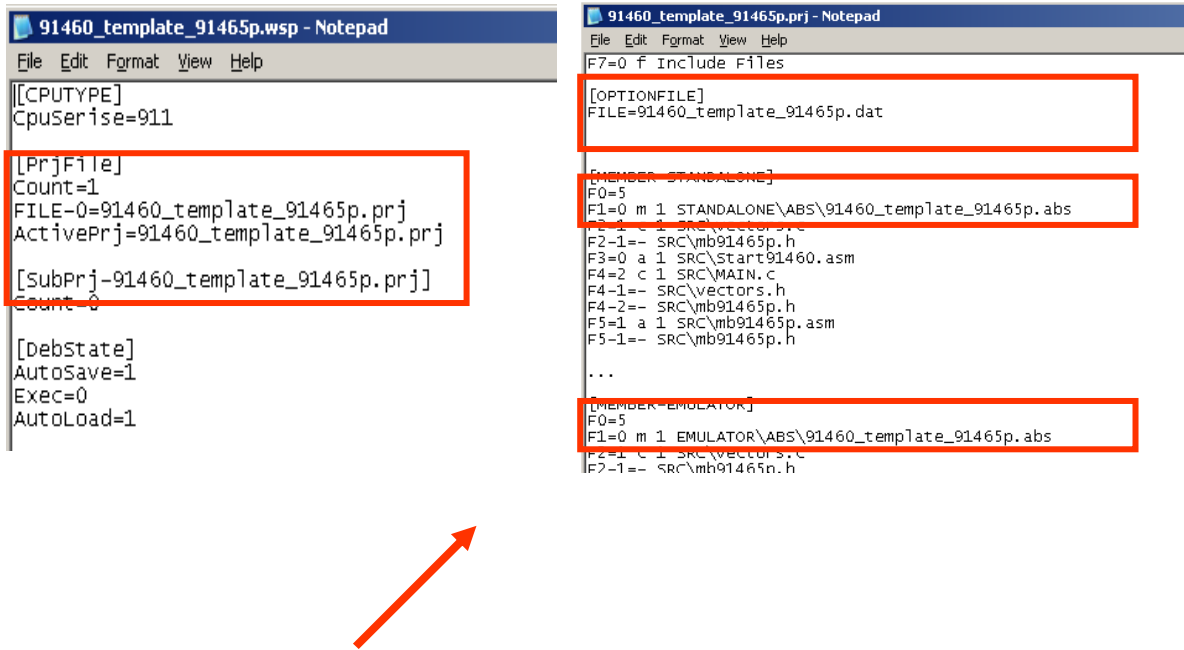 91460_template_91465p.wsp - Notepad
File Edit Format View Help
[CPUTYPE]
CpuSerise=911
[PrjFile]
Count=1
FILE-0=91460_template_91465p.prj
ActivePrj=91460_template_91465p.prj
[SubPrj-91460_template_91465p.prj]
Count=0
[DebState]
AutoSave=1
Exec=0
AutoLoad=1
91460_template_91465p.prj - Notepad
File Edit Format View Help
F7=0 f Include Files
[OPTIONFILE]
FILE=91460_template_91465p.dat
[MEMBER-STANDALONE]
F0=5
F1=0 m 1 STANDALONE\ABS\91460_template_91465p.abs
F2=1 c 1 SRC\vectors.c
F2-1=- SRC\mb91465p.h
F3=0 a 1 SRC\Start91460.asm
F4=2 c 1 SRC\MAIN.c
F4-1=- SRC\vectors.h
F4-2=- SRC\mb91465p.h
F5=1 a 1 SRC\mb91465p.asm
F5-1=- SRC\mb91465p.h
...
[MEMBER-EMULATOR]
F0=5
F1=0 m 1 EMULATOR\ABS\91460_template_91465p.abs
F2=1 c 1 SRC\vectors.c
F2-1=- SRC\mb91465p.h